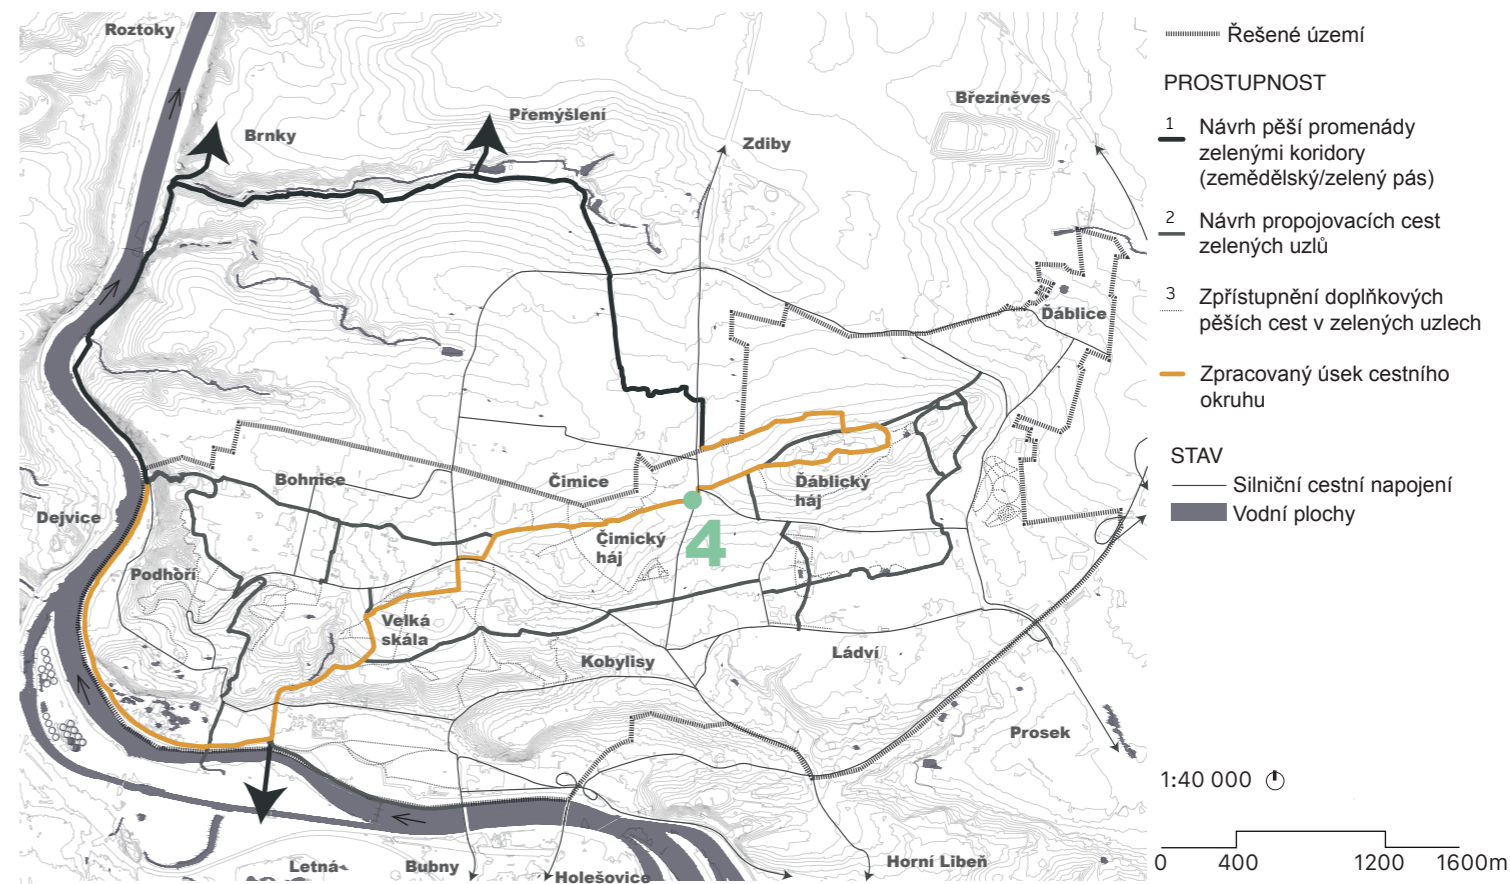 Roztoky
Brnky
Přemýšlení
Zdiby
Březiněves
Ďáblice
Bohnice
Čimice
Ďáblický
háj
Dejvice
Čimický
háj
4
Podhoří
Velká
skála
Kobylisy
Ládví
Prosek
Letná
Bubny
Holešovice
Horní Libeň
Řešené území
PROSTUPNOST
1 Návrh pěší promenády
zelenými koridory
(zemědělský/zelený pás)
2 Návrh propojovacích cest
zelených uzlů
3 Zpřístupnění doplňkových
pěších cest v zelených uzlech
Zpracovaný úsek cestního
okruhu
STAV
Silniční cestní napojení
Vodní plochy
1:40 000
0 400 1200 1600m